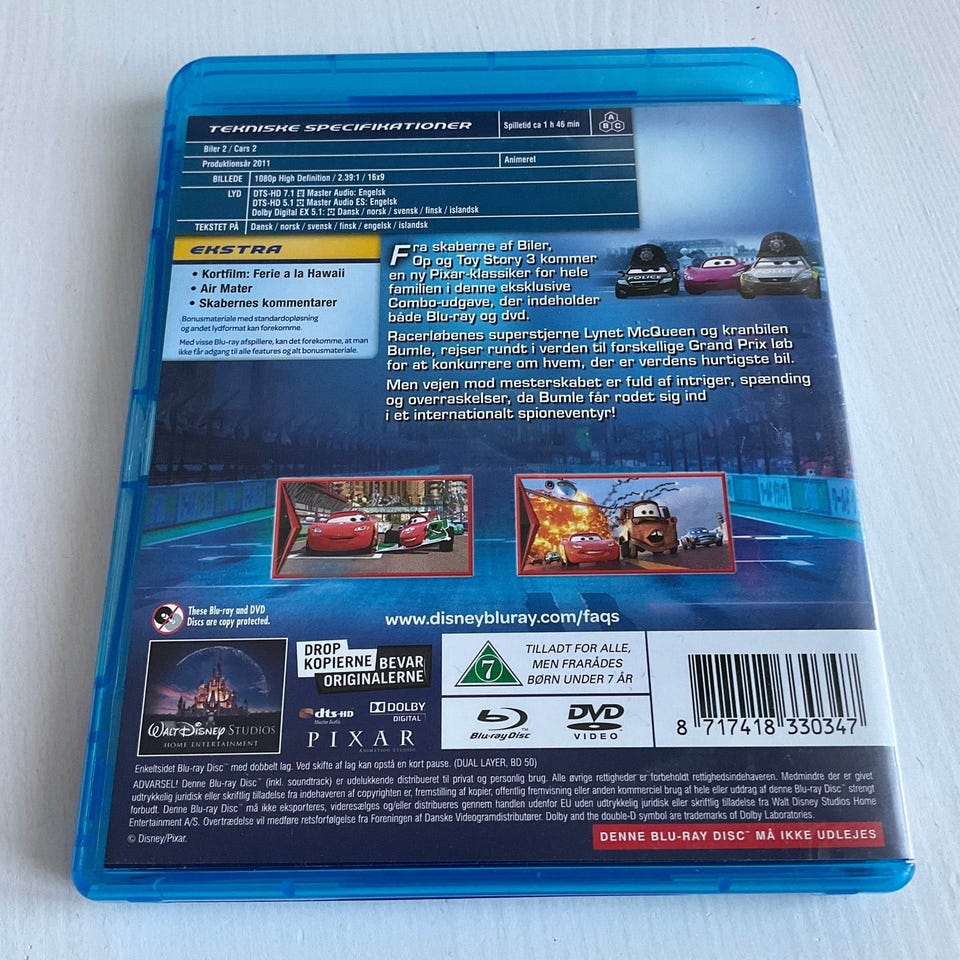 TEKNISKE SPECIFIKATIONER
Spilletid ca 1 h 46 min
A B C
Biler 2 / Cars 2
Produktionsår 2011
Animeret
BILLEDE 1080p High Definition / 2.39:1 / 16x9
LYD DTS-HD 7.1 Master Audio: Engelsk
DTS-HD 5.1 Master Audio ES: Engelsk
Dolby Digital EX 5.1: Dansk / norsk / svensk / finsk / islandsk
TEKSTET PÅ Dansk / norsk / svensk / finsk / engelsk / islandsk
EKSTRA
• Kortfilm: Ferie a la Hawaii
• Air Mater
• Skabernes kommentarer
Bonusmateriale med standardopløsning
og andet lydformat kan forekomme.
Med visse Blu-ray afspillere, kan det forekomme, at man
ikke får adgang til alle features og alt bonusmateriale.
Fra skaberne af Biler,
Op og Toy Story 3 kommer
en ny Pixar-klassiker for hele
familien i denne eksklusive
Combo-udgave, der indeholder
både Blu-ray og dvd.
Racerløbenes superstjerne Lynet McQueen og kranbilen
Bumle, rejser rundt i verden til forskellige Grand Prix løb
for at konkurrere om hvem, der er verdens hurtigste bil.
Men vejen mod mesterskabet er fuld af intriger, spænding
og overraskelser, da Bumle får rodet sig ind
i et internationalt spioneventyr!
POLICE
POLICE
These Blu-ray and DVD
Discs are copy protected.
www.disneybluray.com/faqs
WALT DISNEY STUDIOS
HOME ENTERTAINMENT
DROP
KOPIERNE BEVAR
ORIGINALERNE
dts-HD
Master Audio
DOLBY
DIGITAL
PIXAR
ANIMATION STUDIOS
7
TILLADT FOR ALLE,
MEN FRARÅDES
BØRN UNDER 7 ÅR
Blu-ray Disc
DVD
VIDEO
8 717418 330347
Enkeltsidet Blu-ray Disc™ med dobbelt lag. Ved skifte af lag kan opstå en kort pause. (DUAL LAYER, BD 50)
ADVARSEL! Denne Blu-ray Disc™ (inkl. soundtrack) er udelukkende distribueret til privat og personlig brug. Alle øvrige rettigheder er forbeholdt rettighedsindehaveren. Medmindre der er givet
udtrykkelig juridisk eller skriftlig tilladelse fra indehaveren af copyrighten er, fremstilling af kopier, offentlig fremvisning eller anden kommerciel brug af hele eller uddrag af denne Blu-ray Disc™ strengt
forbudt. Denne Blu-ray Disc™ må ikke eksporteres, videresælges og/eller distribueres gennem handlen udenfor EU uden udtrykkelig juridisk eller skriftlig tilladelse fra Walt Disney Studios Home
Entertainment A/S. Overtrædelse vil medføre retsforfølgelse fra Foreningen af Danske Videogramdistributører. Dolby and the double-D symbol are trademarks of Dolby Laboratories.
© Disney/Pixar.
DENNE BLU-RAY DISC™ MÅ IKKE UDLEJES